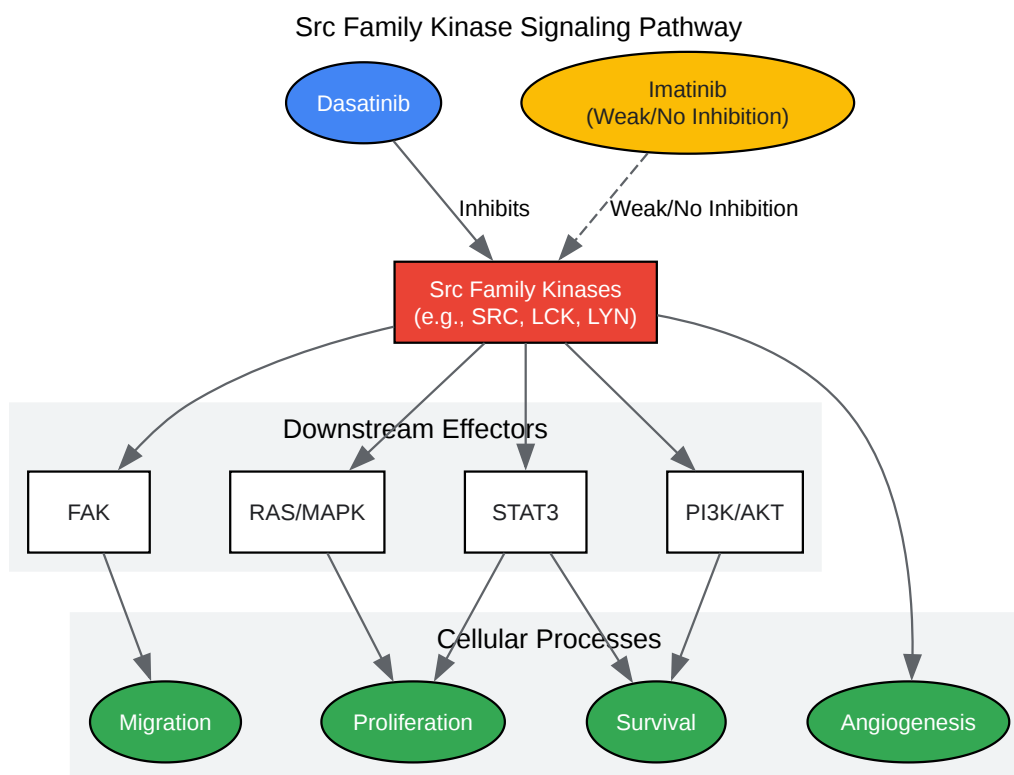 Src Family Kinase Signaling Pathway
Dasatinib
Imatinib
(Weak/No Inhibition)
Inhibits
Weak/No Inhibition
Src Family Kinases
(e.g., SRC, LCK, LYN)
Downstream Effectors
FAK
RAS/MAPK
STAT3
PI3K/AKT
Cellular Processes
Migration
Proliferation
Survival
Angiogenesis